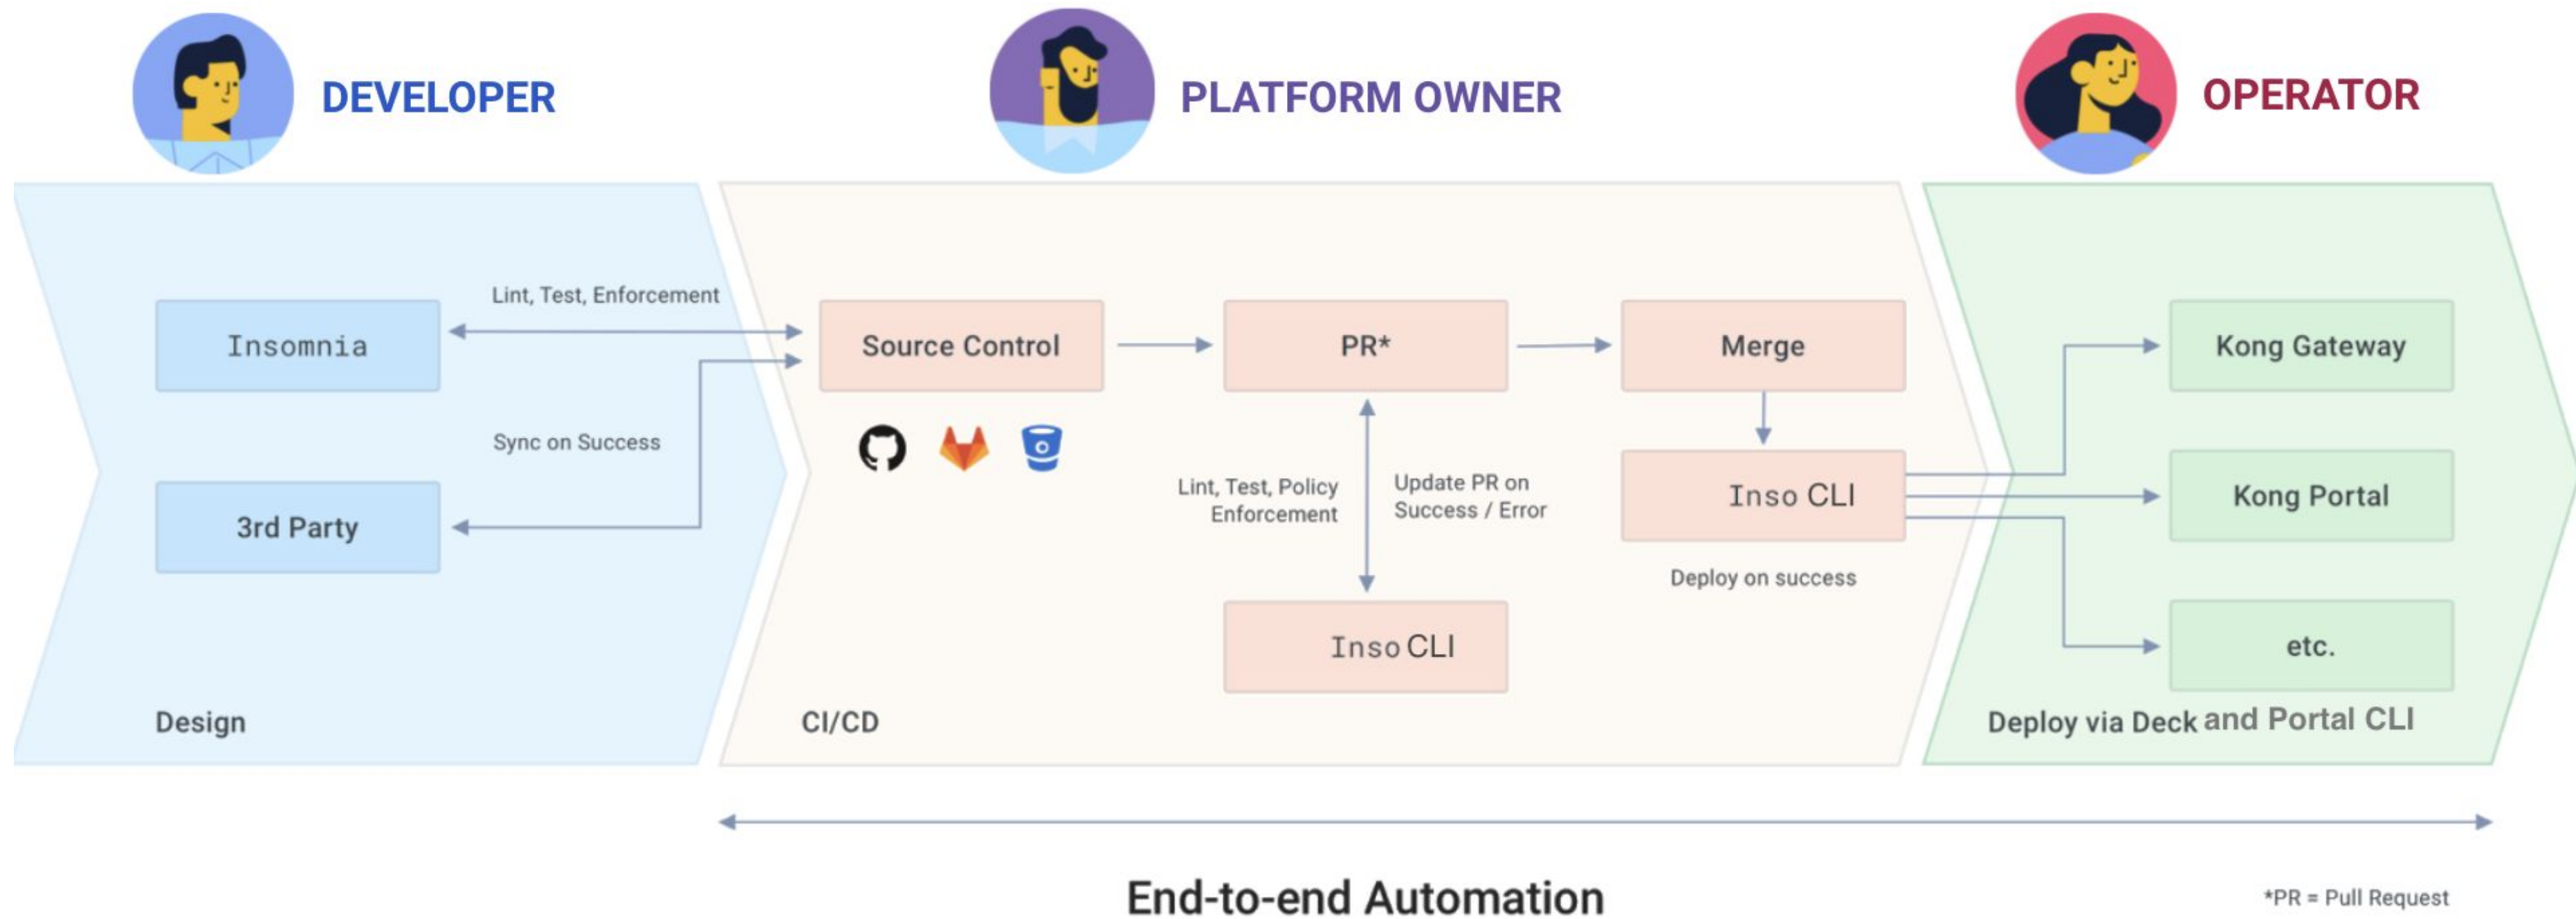 DEVELOPER
PLATFORM OWNER
OPERATOR
Lint, Test, Enforcement
Insomnia
Sync on Success
3rd Party
Design
Source Control
PR*
Merge
Lint, Test, Policy
Enforcement
Update PR on
Success / Error
Inso CLI
Deploy on success
Inso CLI
CI/CD
Kong Gateway
Kong Portal
etc.
Deploy via Deck and Portal CLI
End-to-end Automation
*PR = Pull Request